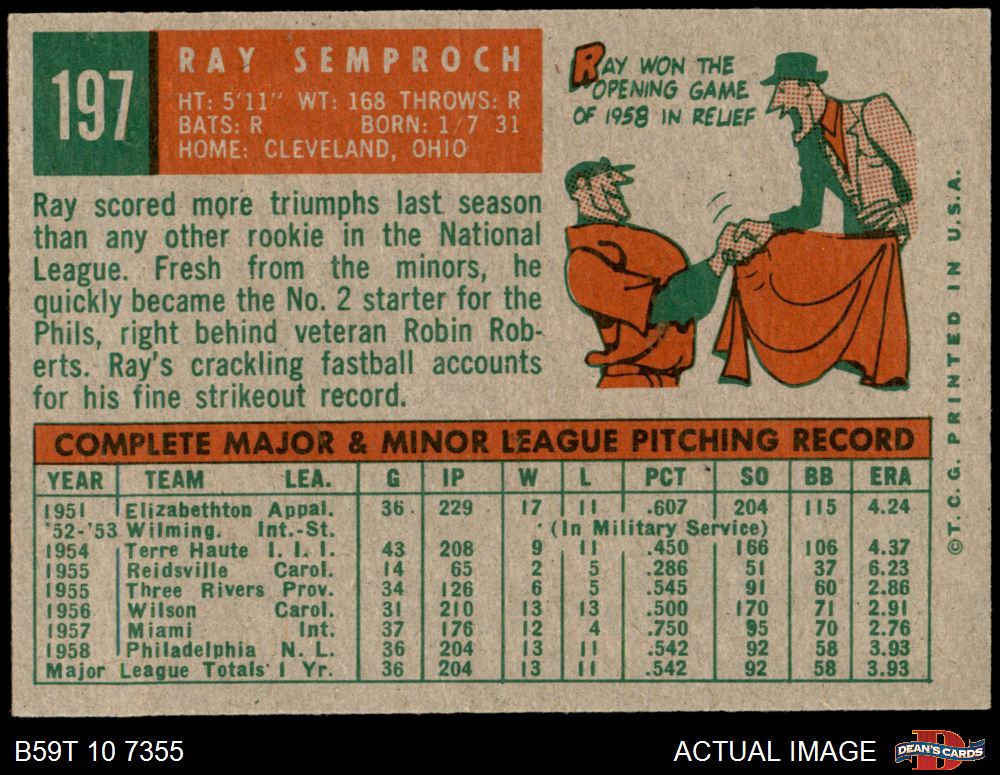 197
RAY SEMPROCH
HT: 5'11" WT: 168 THROWS: R
BATS: R BORN: 1/7 31
HOME: CLEVELAND, OHIO
RAY WON THE
OPENING GAME
OF 1958 IN RELIEF
Ray scored more triumphs last season
than any other rookie in the National
League. Fresh from the minors, he
quickly became the No. 2 starter for the
Phils, right behind veteran Robin Rob-
erts. Ray's crackling fastball accounts
for his fine strikeout record.
COMPLETE MAJOR & MINOR LEAGUE PITCHING RECORD
YEAR TEAM LEA. G IP W L PCT SO BB ERA
1951 Elizabethton Appal. 36 229 17 11 .607 204 115 4.24
'52-'53 Wilming. Int.-St. (In Military Service)
1954 Terre Haute I. I. I. 43 208 9 11 .450 166 106 4.37
1955 Reidsville Carol. 14 65 2 5 .286 51 37 6.23
1955 Three Rivers Prov. 34 126 6 5 .545 91 60 2.86
1956 Wilson Carol. 31 210 13 13 .500 170 71 2.91
1957 Miami Int. 37 176 12 4 .750 95 70 2.76
1958 Philadelphia N. L. 36 204 13 11 .542 92 58 3.93
Major League Totals 1 Yr. 36 204 13 11 .542 92 58 3.93
©T. C. G. PRINTED IN U.S.A.
B59T 10 7355
ACTUAL IMAGE
D
DEAN'S CARDS